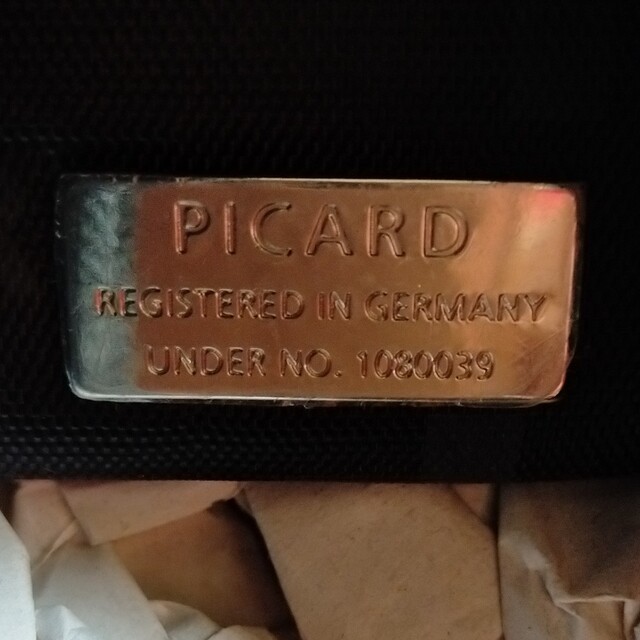 PICARD
REGISTERED IN GERMANY
UNDER NO. 1080039